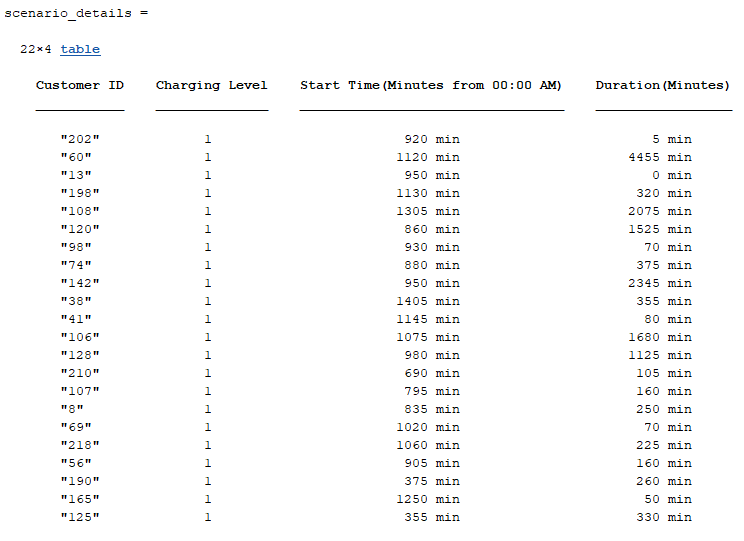 scenario_details =
22×4 table
Customer ID Charging Level Start Time(Minutes from 00:00 AM) Duration(Minutes)
"202" 1 920 min 5 min
"60" 1 1120 min 4455 min
"13" 1 950 min 0 min
"198" 1 1130 min 320 min
"108" 1 1305 min 2075 min
"120" 1 860 min 1525 min
"98" 1 930 min 70 min
"74" 1 880 min 375 min
"142" 1 950 min 2345 min
"38" 1 1405 min 355 min
"41" 1 1145 min 80 min
"106" 1 1075 min 1680 min
"128" 1 980 min 1125 min
"210" 1 690 min 105 min
"107" 1 795 min 160 min
"8" 1 835 min 250 min
"69" 1 1020 min 70 min
"218" 1 1060 min 225 min
"56" 1 905 min 160 min
"190" 1 375 min 260 min
"165" 1 1250 min 50 min
"125" 1 355 min 330 min